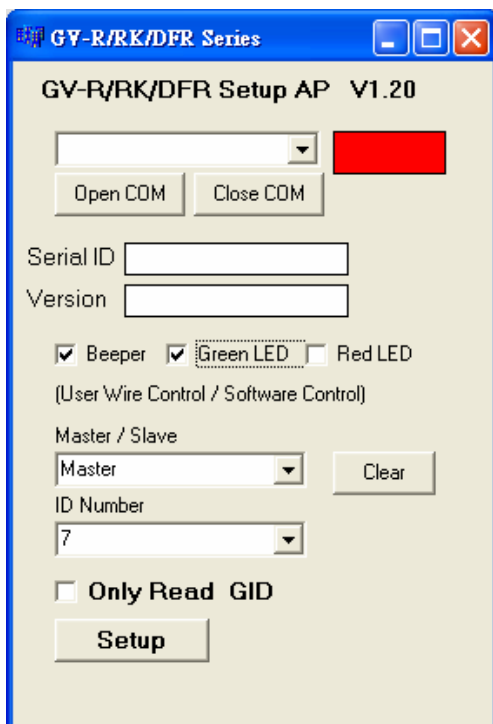 GV-R/RK/DFR Series
GV-R/RK/DFR Setup AP V1.20
Open COM Close COM
Serial ID
Version
Beeper Green LED Red LED
(User Wire Control / Software Control)
Master / Slave
Master Clear
ID Number
7
Only Read GID
Setup